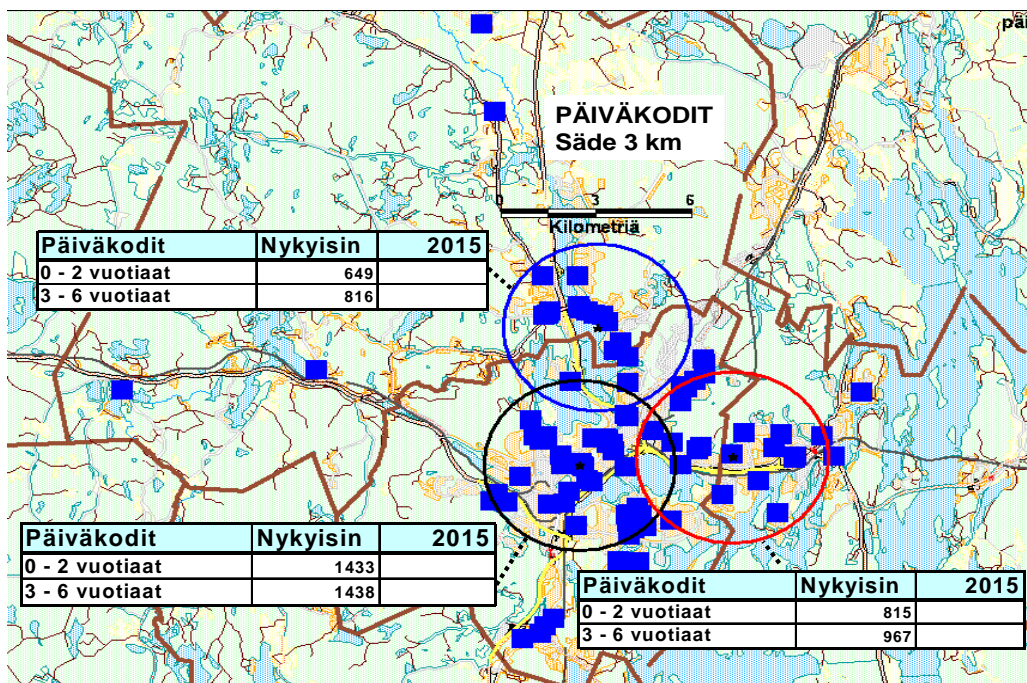 päi
PÄIVÄKODIT
Säde 3 km
0 3 6
Kilometriä
Päiväkodit Nykyisin 2015
0 - 2 vuotiaat 649
3 - 6 vuotiaat 816
Päiväkodit Nykyisin 2015
0 - 2 vuotiaat 1433
3 - 6 vuotiaat 1438
Päiväkodit Nykyisin 2015
0 - 2 vuotiaat 815
3 - 6 vuotiaat 967